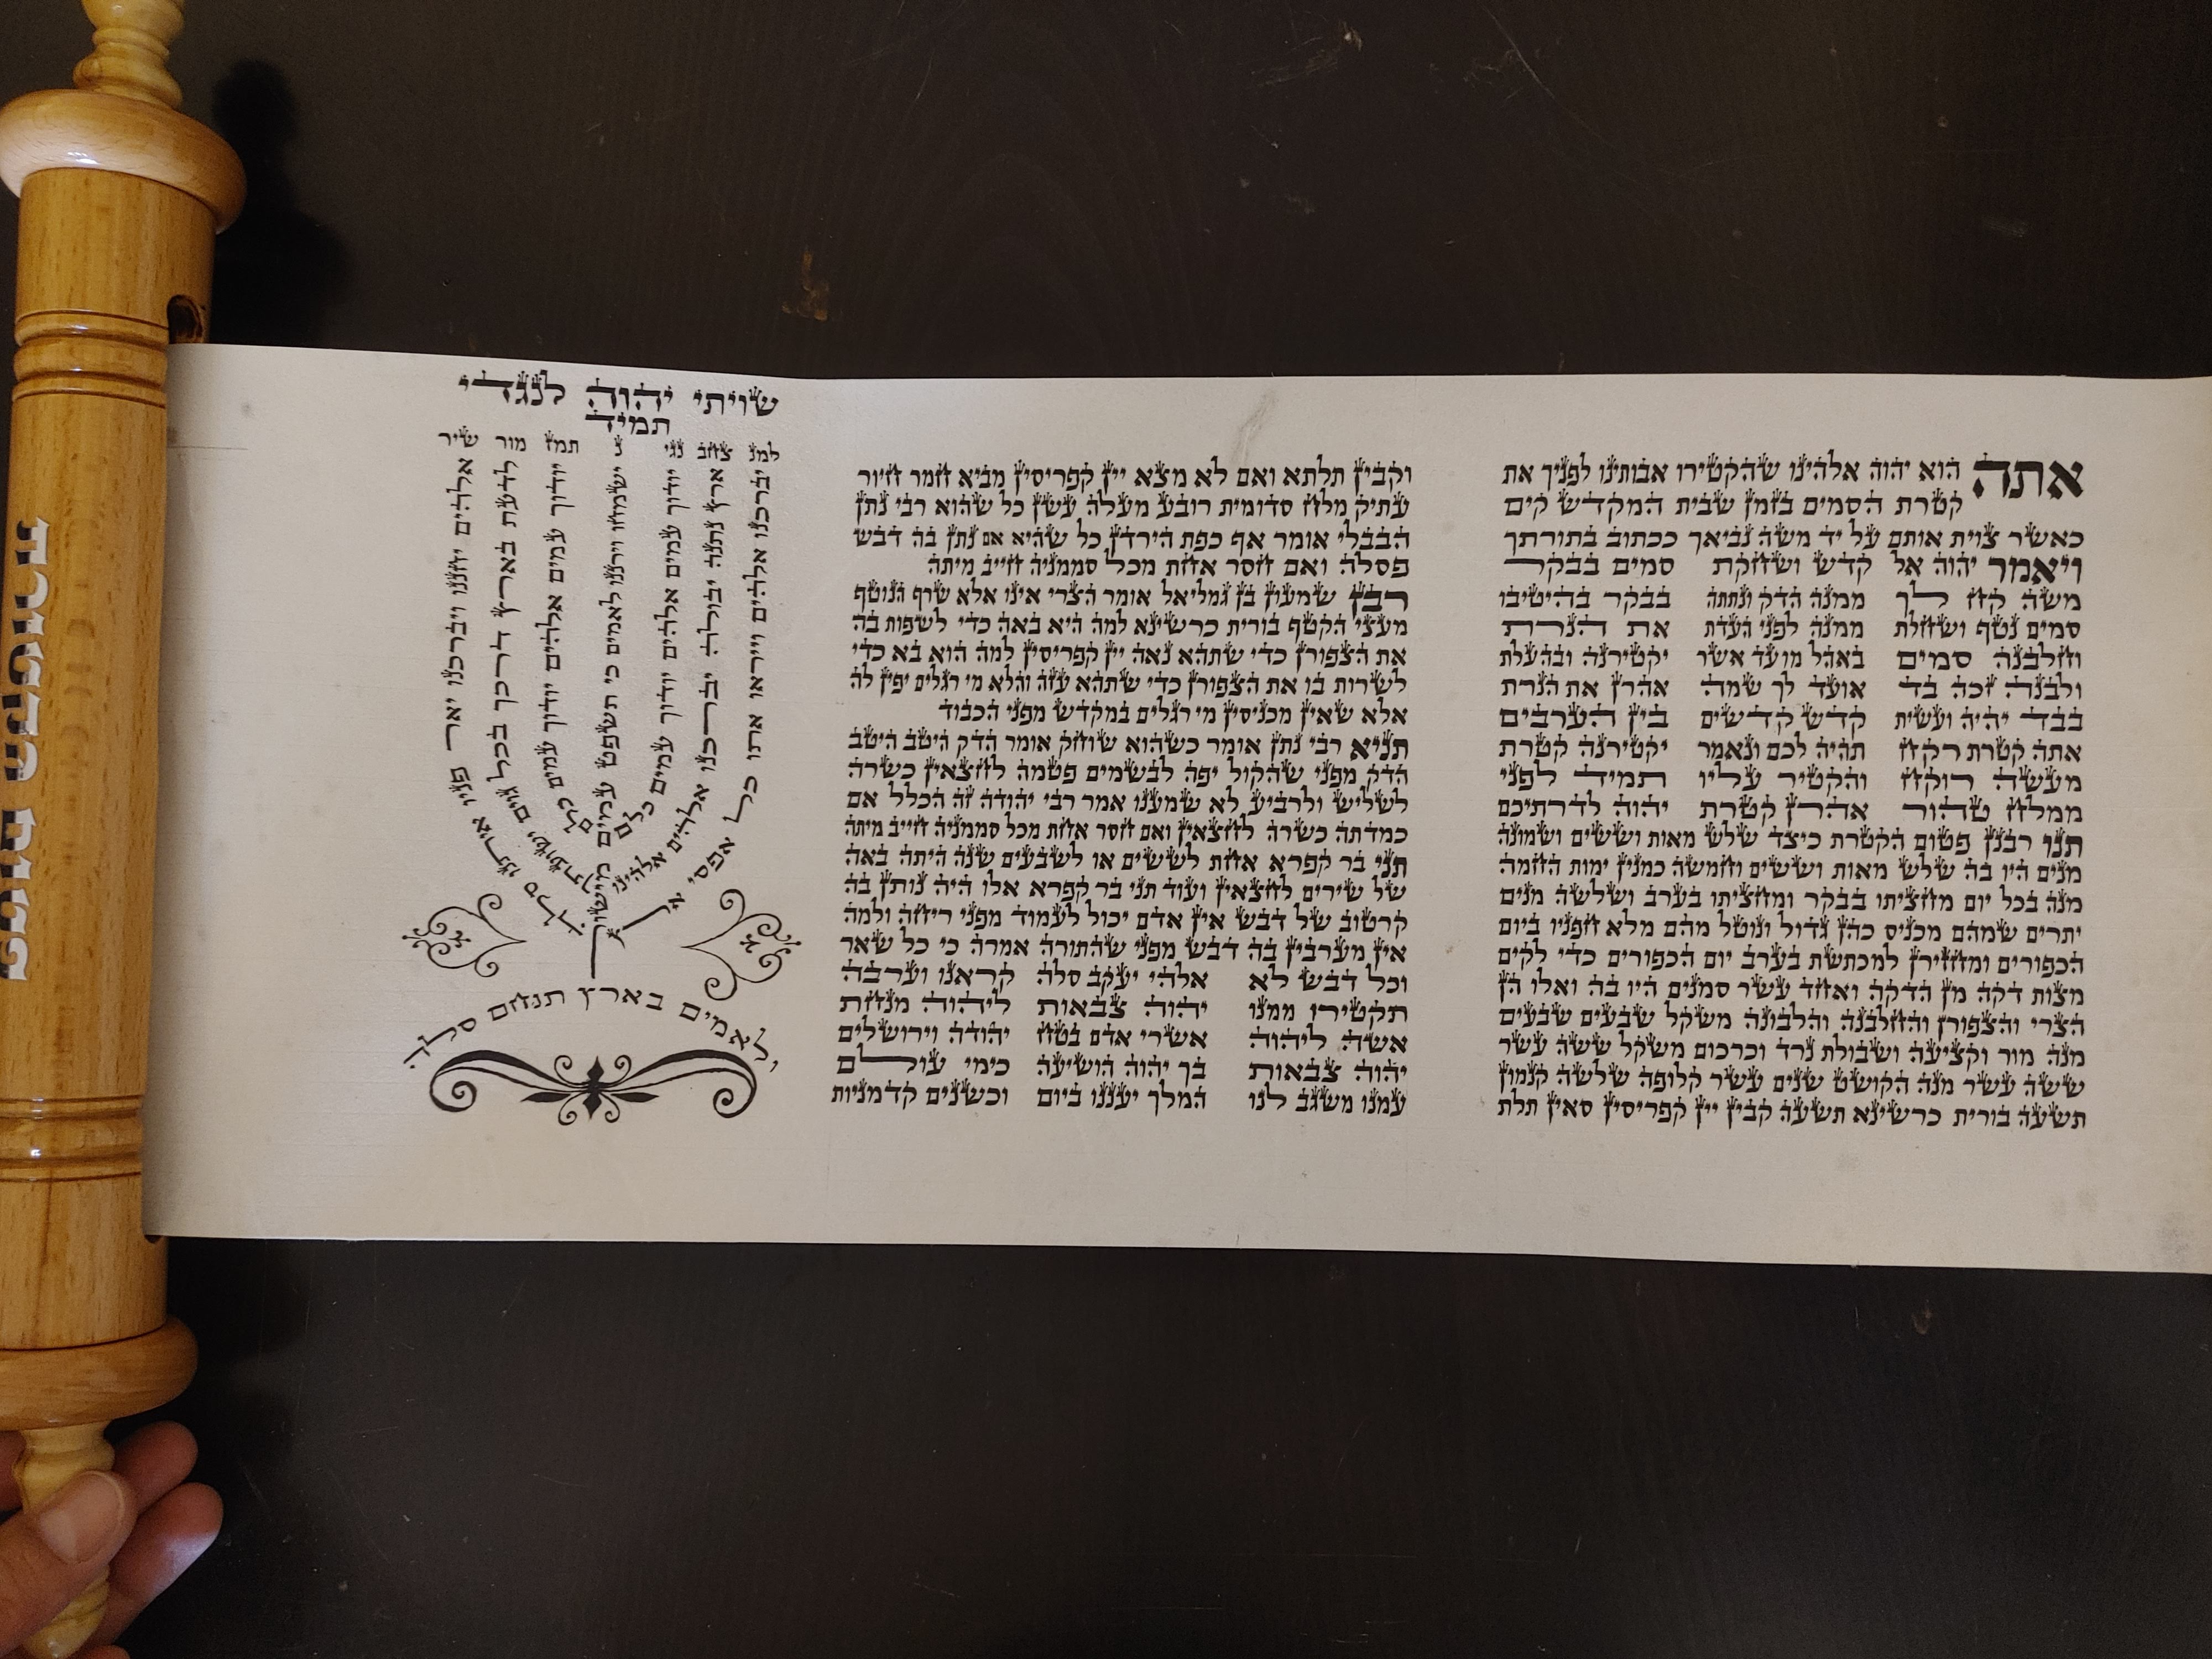 אתה הוא יהוה אלהינו שהקטירו אבותינו לפניך את
קטרת הסמים בזמן שבית המקדש קים
כאשר צוית אותם על יד משה נביאך ככתוב בתורתך
ויאמר יהוה אל קדש ושחקת סמים בבקר
משה קח לך ממנה הדק ונתתה בבקר בהיטיבו
סמים נטף ושחלת ממנה לפני העדת את הנרת
וחלבנה סמים באהל מועד אשר יקטירנה ובהעלת
ולבנה זכה בד אועד לך שמה אהרן את הנרת
בבד יהיה ועשית קדש קדשים בין הערבים
אתה קטרת רקח תהיה לכם ונאמר יקטירנה קטרת
מעשה רוקח והקטיר עליו תמיד לפני
ממלח טהור אהרן קטרת יהוה לדרתיכם
תנו רבנן פטום הקטרת כיצד שלש מאות וששים ושמונה
מנים היו בה שלש מאות וששים וחמשה כמנין ימות החמה
מנה בכל יום מחציתו בבקר ומחציתו בערב ושלשה מנים
יתרים שמהם מכניס כהן גדול ונוטל מהם מלא חפניו ביום
הכפורים ומחזירן למכתשת בערב יום הכפורים כדי לקים
מצות דקה מן הדקה ואחד עשר סמנים היו בה ואלו הן
הצרי והצפורן והחלבנה והלבונה משקל שבעים שבעים
מנה מור וקציעה ושבולת נרד וכרכום משקל ששה עשר
ששה עשר מנה הקושט שנים עשר קלופה שלשה קנמון
תשעה בורית כרשינא תשעה קבין יין קפריסין סאין תלת
וקבין תלתא ואם לא מצא יין קפריסין מביא חמר חיור
עתיק מלח סדומית רובע מעלה עשן כל שהוא רבי נתן
הבבלי אומר אף כפת הירדן כל שהיא אם נתן בה דבש
פסלה ואם חסר אחת מכל סממניה חייב מיתה
רבן שמעון בן גמליאל אומר הצרי אינו אלא שרף הנוטף
מעצי הקטף בורית כרשינא למה היא באה כדי לשפות בה
את הצפורן כדי שתהא נאה יין קפריסין למה הוא בא כדי
לשרות בו את הצפורן כדי שתהא עזה והלא מי רגלים יפין לה
אלא שאין מכניסין מי רגלים במקדש מפני הכבוד
תניא רבי נתן אומר כשהוא שוחק אומר הדק היטב היטב
הדק מפני שהקול יפה לבשמים פטמה לחצאין כשרה
לשליש ולרביע לא שמענו אמר רבי יהודה זה הכלל אם
כמדתה כשרה לחצאין ואם חסר אחת מכל סממניה חייב מיתה
תני בר קפרא אחת לששים או לשבעים שנה היתה באה
של שירים לחצאין ועוד תני בר קפרא אלו היה נותן בה
קרטוב של דבש אין אדם יכול לעמוד מפני ריחה ולמה
אין מערבין בה דבש מפני שהתורה אמרה כי כל שאר
וכל דבש לא אלהי יעקב סלה קראנו וערבה
תקטירו ממנו יהוה צבאות ליהוה מנחת
אשה ליהוה אשרי אדם בטח יהודה וירושלים
יהוה צבאות בך יהוה הושיעה כימי עולם
עמנו משגב לנו המלך יעננו ביום וכשנים קדמניות
שויתי יהוה לנגדי
תמיד
למנ צחב נגי נ תמז מור שיר
יברכנו אלהים וייראו אתו כל אפסי ארץ
ארץ נתנה יבולה יברכנו אלהים אלהינו
יודוך עמים אלהים יודוך עמים כלם
ישמחו וירננו לאמים כי תשפט עמים מישור
יודוך עמים אלהים יודוך עמים כלם
לדעת בארץ דרכך בכל גוים ישועתך
אלהים יחננו ויברכנו יאר פניו אתנו סלה
ולאמים בארץ תנחם סלה
פטום הקטורת